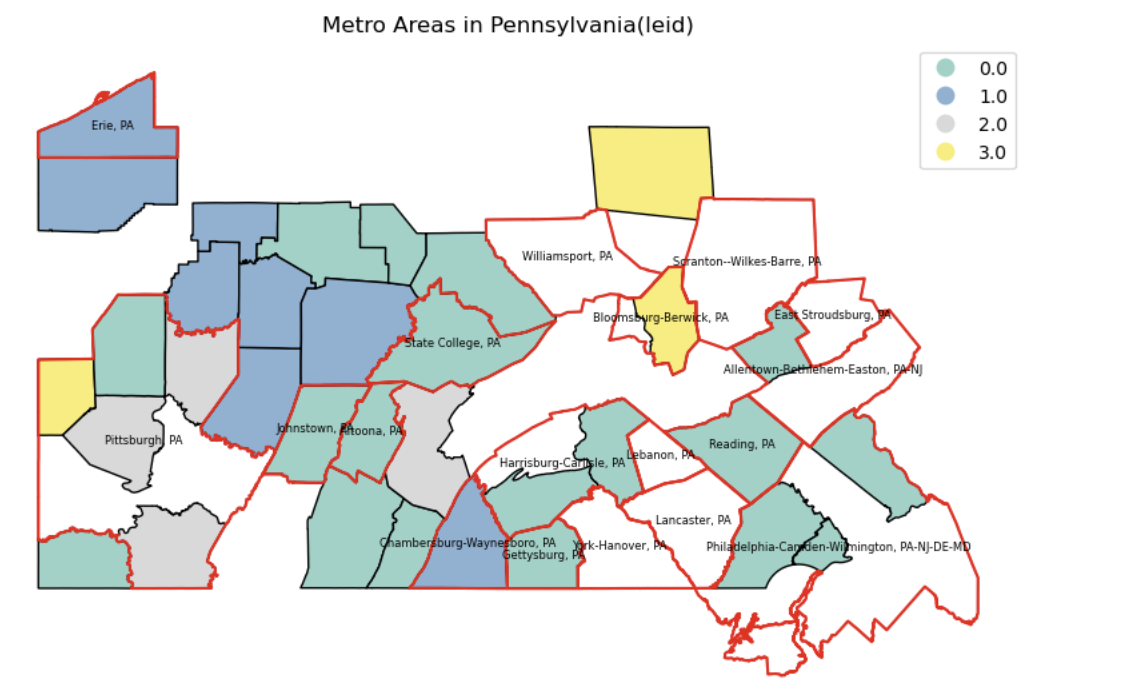 Metro Areas in Pennsylvania(leid)
0.0
1.0
2.0
3.0
Erie, PA
Williamsport, PA
Scranton--Wilkes-Barre, PA
Bloomsburg-Berwick, PA
East Stroudsburg, PA
State College, PA
Allentown-Bethlehem-Easton, PA-NJ
Pittsburgh, PA
Johnstown, PA
Altoona, PA
Reading, PA
Lebanon, PA
Harrisburg-Carlisle, PA
Lancaster, PA
Chambersburg-Waynesboro, PA
York-Hanover, PA
Philadelphia-Camden-Wilmington, PA-NJ-DE-MD
Gettysburg, PA